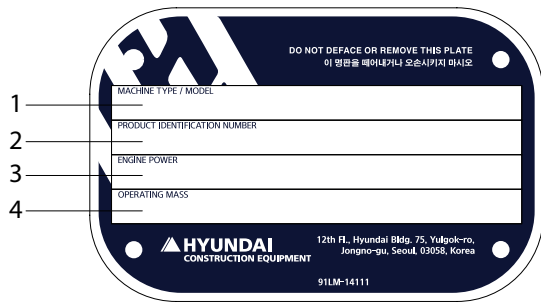 DO NOT DEFACE OR REMOVE THIS PLATE
이 명판을 떼어내거나 오손시키지 마시오
1
MACHINE TYPE / MODEL
2
PRODUCT IDENTIFICATION NUMBER
3
ENGINE POWER
4
OPERATING MASS
HYUNDAI
CONSTRUCTION EQUIPMENT
12th Fl., Hyundai Bldg. 75, Yulgok-ro,
Jongno-gu, Seoul, 03058, Korea
91LM-14111